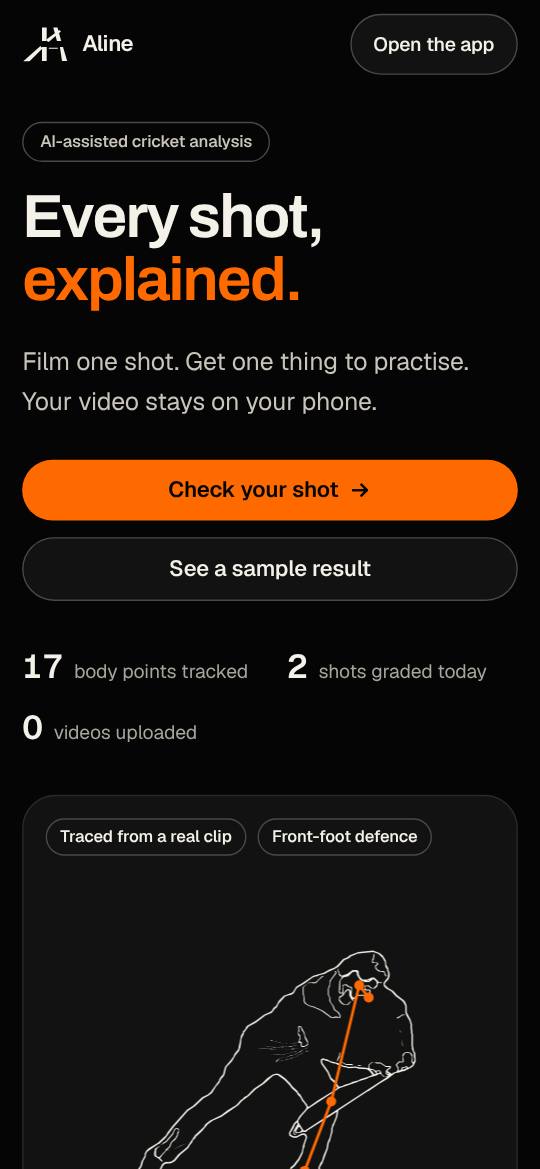 Aline
Open the app
AI-assisted cricket analysis
Every shot,
explained.
Film one shot. Get one thing to practise.
Your video stays on your phone.
Check your shot →
See a sample result
17 body points tracked
2 shots graded today
0 videos uploaded
Traced from a real clip
Front-foot defence